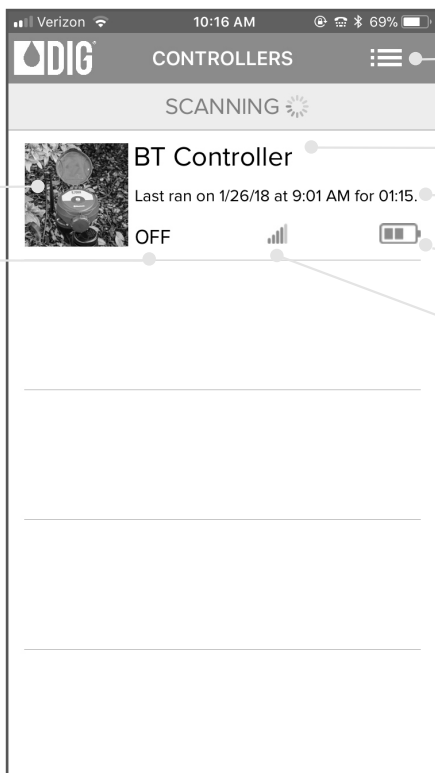 Verizon 10:16 AM 69%
DIG CONTROLLERS
SCANNING
BT Controller
Last ran on 1/26/18 at 9:01 AM for 01:15.
OFF